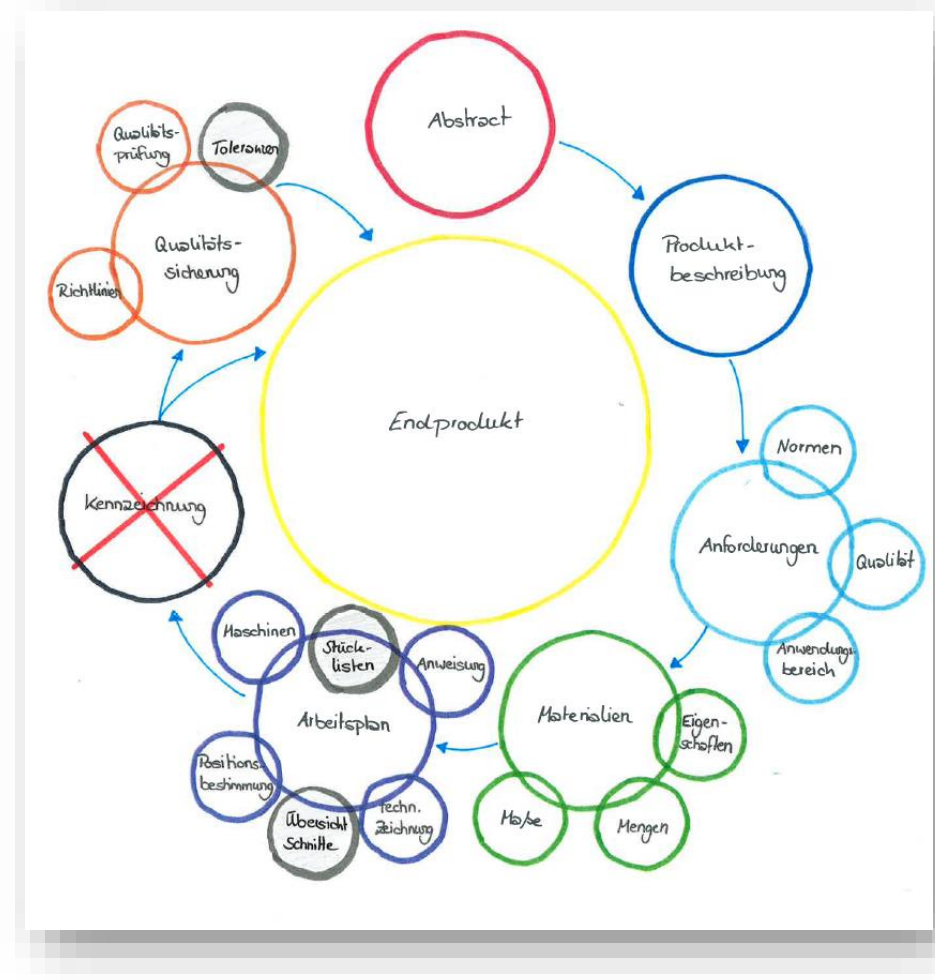 Abstract
Produkt-
beschreibung
Normen
Anforderungen
Qualität
Anwendungs
bereich
Materialien
Eigen-
schaften
Maße
Mengen
Arbeitsplan
Maschinen
Stück-
listen
Anweisung
Positions-
bestimmung
Übersicht
Schnitte
Techn.
Zeichnung
Kennzeichnung
Qualitäts-
sicherung
Richtlinien
Qualitäts-
prüfung
Toleranzen
Endprodukt